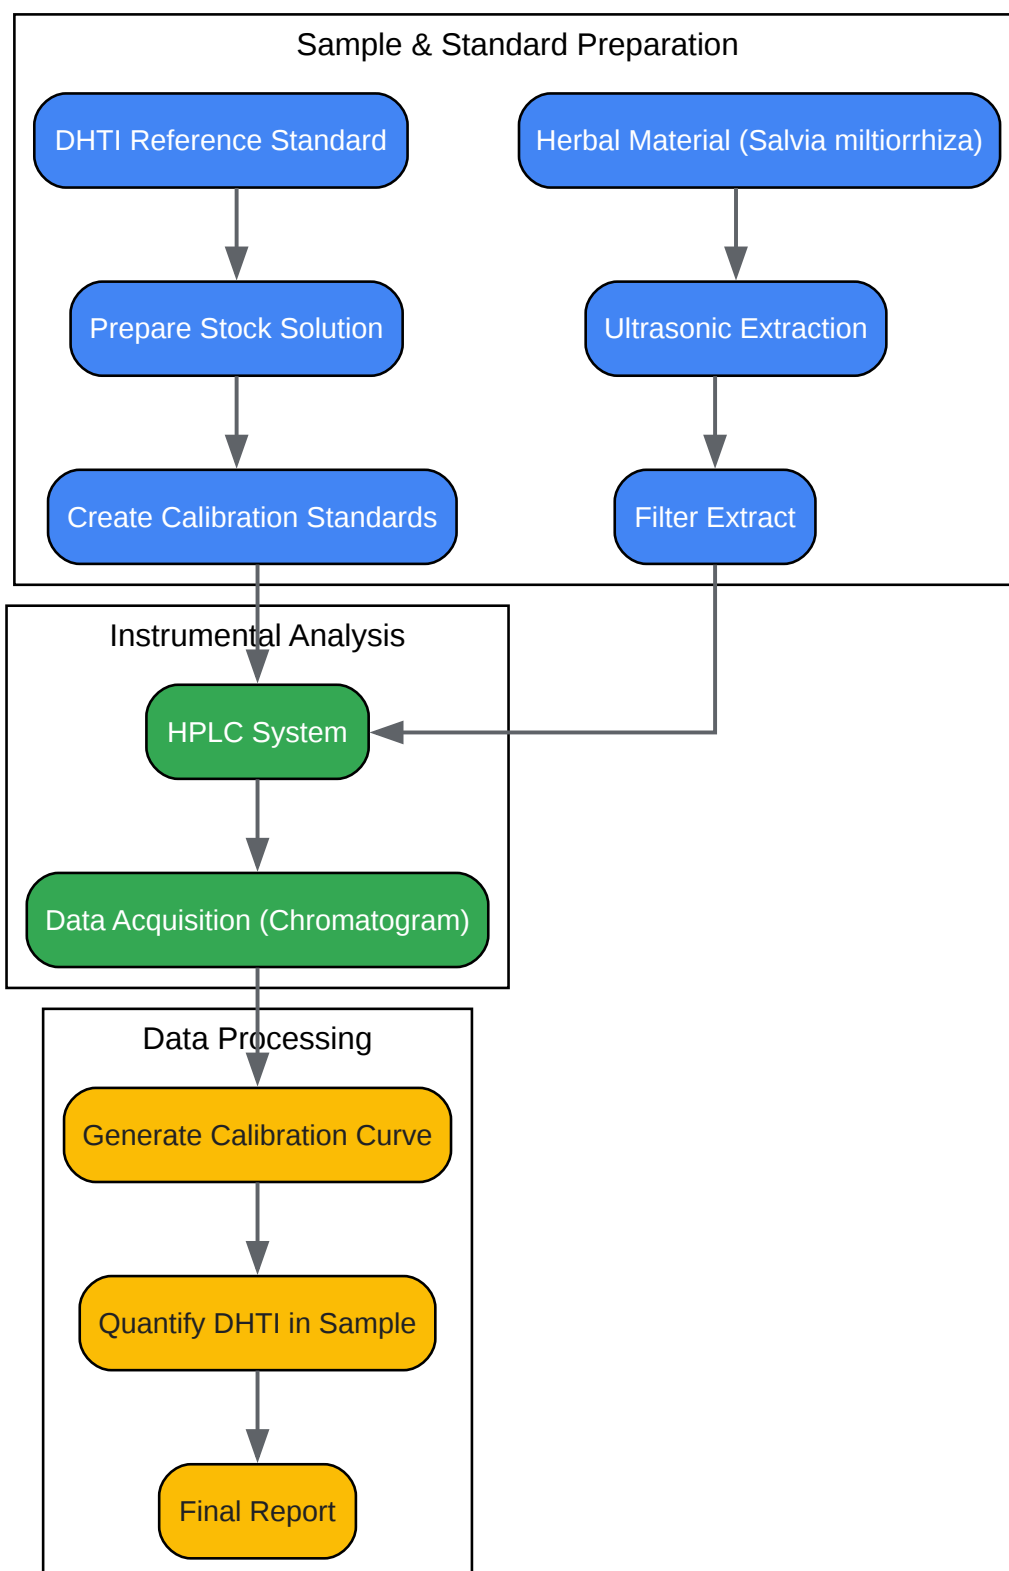 Sample & Standard Preparation
DHTI Reference Standard
Herbal Material (Salvia miltiorrhiza)
Prepare Stock Solution
Ultrasonic Extraction
Create Calibration Standards
Filter Extract
Instrumental Analysis
HPLC System
Data Acquisition (Chromatogram)
Data Processing
Generate Calibration Curve
Quantify DHTI in Sample
Final Report